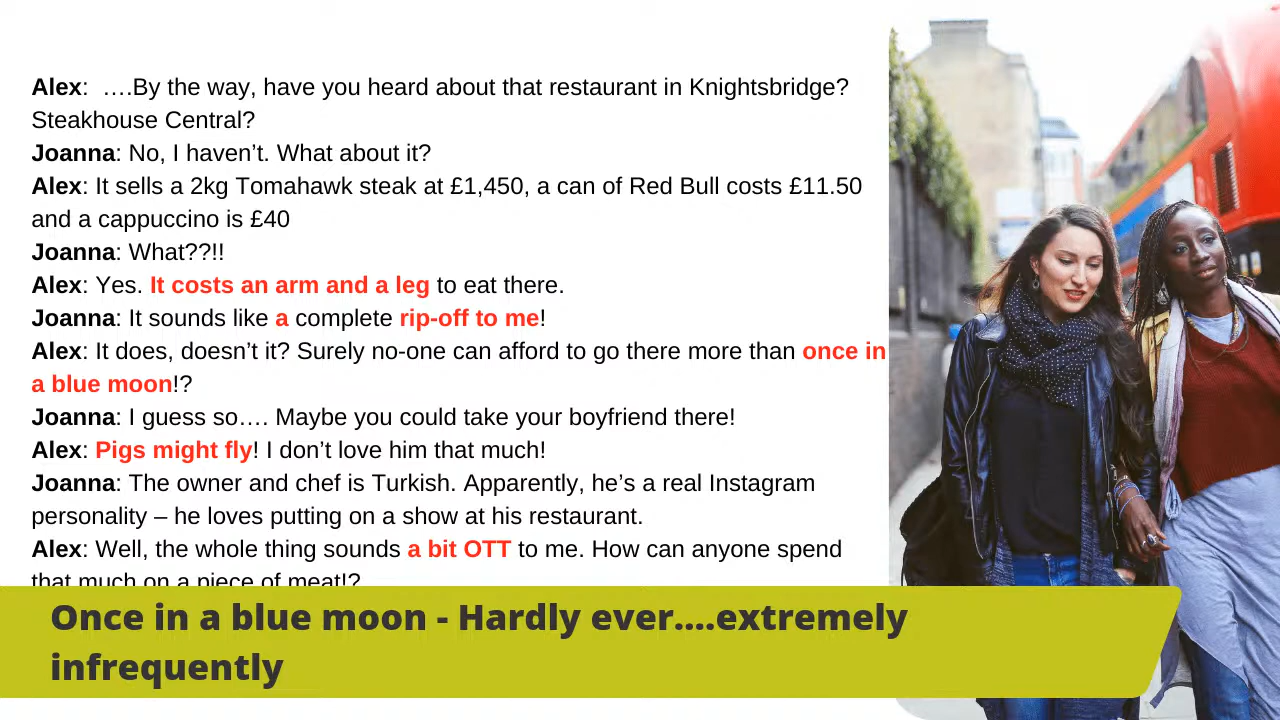 Alex:  ….By the way, have you heard about that restaurant in Knightsbridge?
Steakhouse Central?
Joanna: No, I haven’t. What about it?
Alex: It sells a 2kg Tomahawk steak at £1,450, a can of Red Bull costs £11.50
and a cappuccino is £40
Joanna: What??!!
Alex: Yes. It costs an arm and a leg to eat there.
Joanna: It sounds like a complete rip-off to me!
Alex: It does, doesn’t it? Surely no-one can afford to go there more than once in
a blue moon!?
Joanna: I guess so…. Maybe you could take your boyfriend there!
Alex: Pigs might fly! I don’t love him that much!
Joanna: The owner and chef is Turkish. Apparently, he’s a real Instagram
personality – he loves putting on a show at his restaurant.
Alex: Well, the whole thing sounds a bit OTT to me. How can anyone spend
that much on a piece of meat!?
Once in a blue moon - Hardly ever....extremely
infrequently